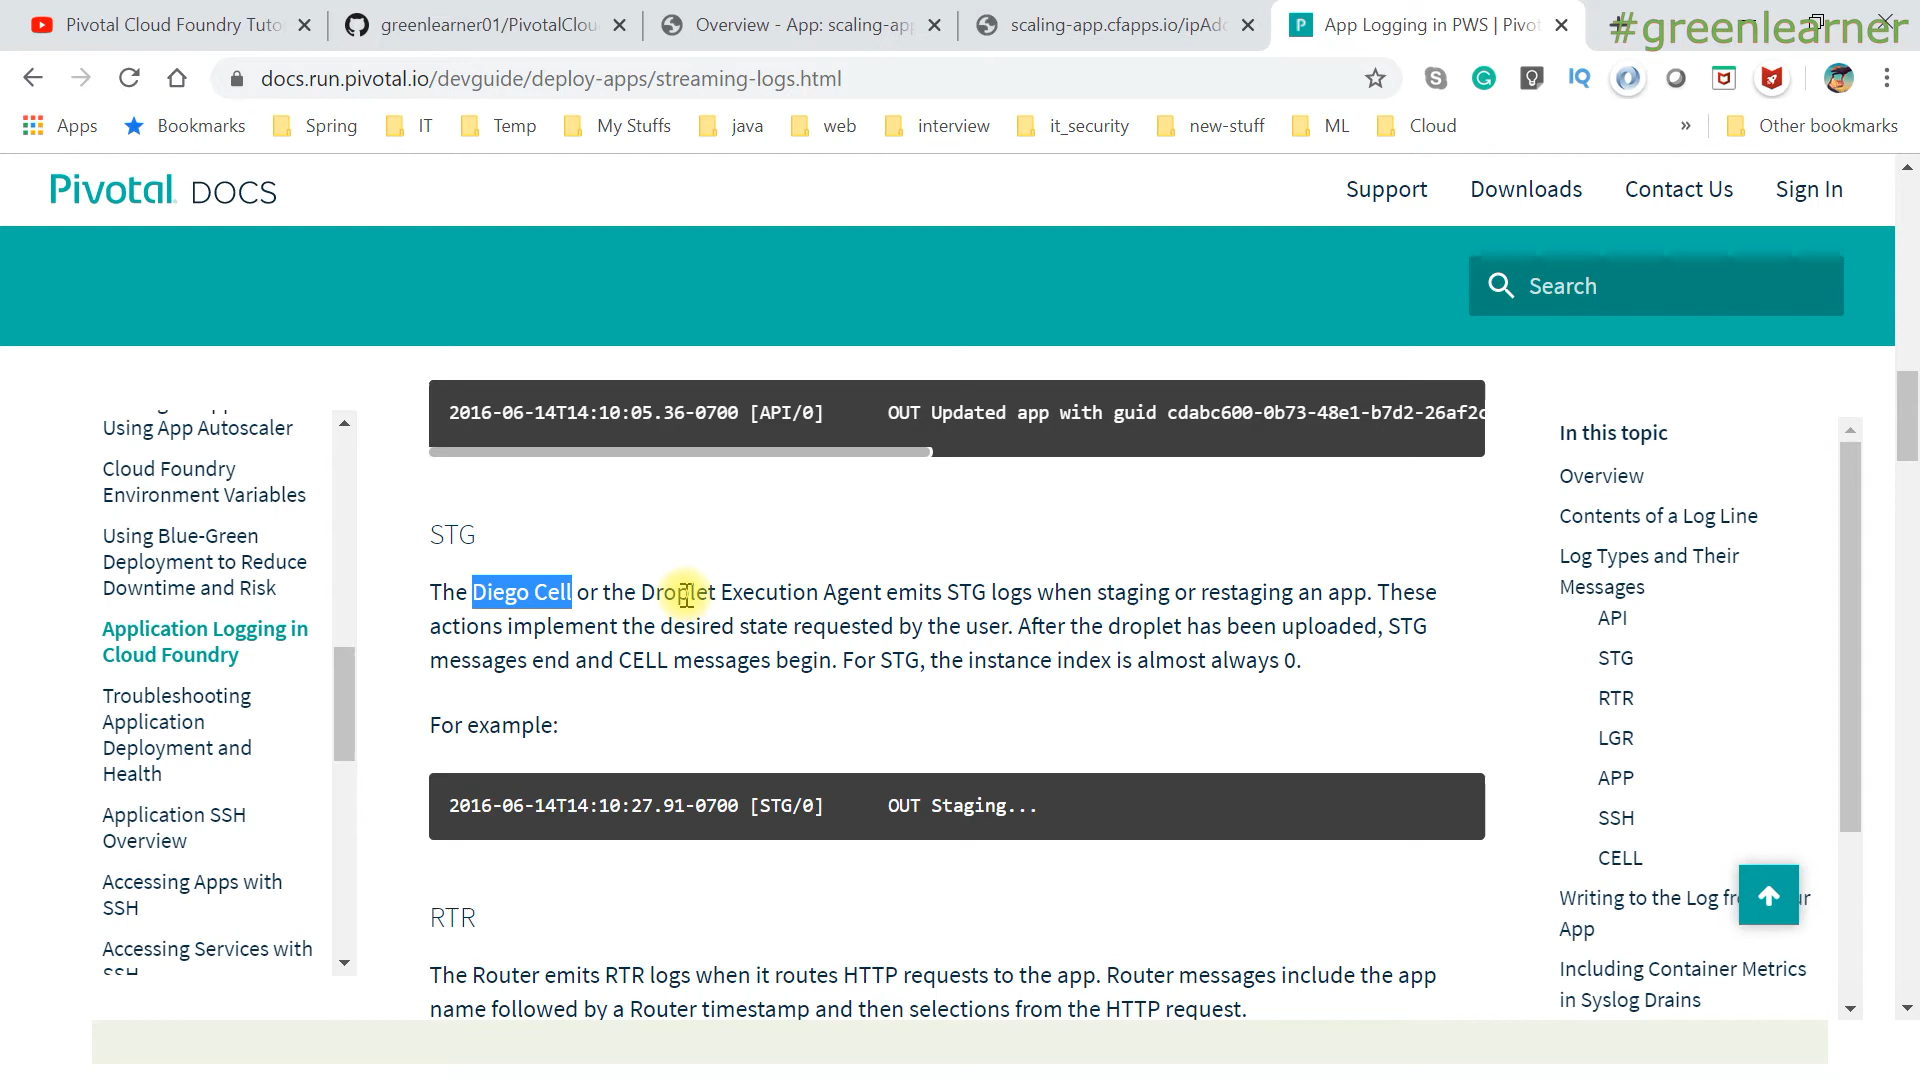 Pivotal Cloud Foundry Tuto
greenlearner01/PivotalClou
Overview - App: scaling-app
scaling-app.cfapps.io/ipAdd
App Logging in PWS | Pivot
#greenlearner
docs.run.pivotal.io/devguide/deploy-apps/streaming-logs.html
Apps
Bookmarks
Spring
IT
Temp
My Stuffs
java
web
interview
it_security
new-stuff
ML
Cloud
»
Other bookmarks
Pivotal DOCS
Support
Downloads
Contact Us
Sign In
Search
Using App Autoscaler
Cloud Foundry
Environment Variables
Using Blue-Green
Deployment to Reduce
Downtime and Risk
Application Logging in
Cloud Foundry
Troubleshooting
Application
Deployment and
Health
Application SSH
Overview
Accessing Apps with
SSH
Accessing Services with
SSH
2016-06-14T14:10:05.36-0700 [API/0]      OUT Updated app with guid cdabc600-0b73-48e1-b7d2-26af2c
STG
The Diego Cell or the Droplet Execution Agent emits STG logs when staging or restaging an app. These
actions implement the desired state requested by the user. After the droplet has been uploaded, STG
messages end and CELL messages begin. For STG, the instance index is almost always 0.
For example:
2016-06-14T14:10:27.91-0700 [STG/0]      OUT Staging...
RTR
The Router emits RTR logs when it routes HTTP requests to the app. Router messages include the app
name followed by a Router timestamp and then selections from the HTTP request.
In this topic
Overview
Contents of a Log Line
Log Types and Their
Messages
API
STG
RTR
LGR
APP
SSH
CELL
Writing to the Log from Your
App
Including Container Metrics
in Syslog Drains